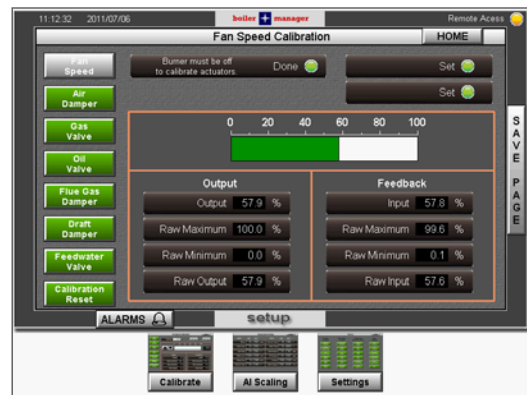 11:12:32 2011/07/06
boiler manager
Remote Acess
Fan Speed Calibration
HOME
Fan
Speed
Burner must be off
to calibrate actuators.
Done
Set
Set
Air
Damper
Gas
Valve
Oil
Valve
Flue Gas
Damper
Draft
Damper
Feedwater
Valve
Calibration
Reset
0 20 40 60 80 100
Output
Output 57.9 %
Raw Maximum 100.0 %
Raw Minimum 0.0 %
Raw Output 57.9 %
Feedback
Input 57.8 %
Raw Maximum 99.6 %
Raw Minimum 0.1 %
Raw Input 57.6 %
SAVE PAGE
ALARMS
setup
Calibrate
AI Scaling
Settings